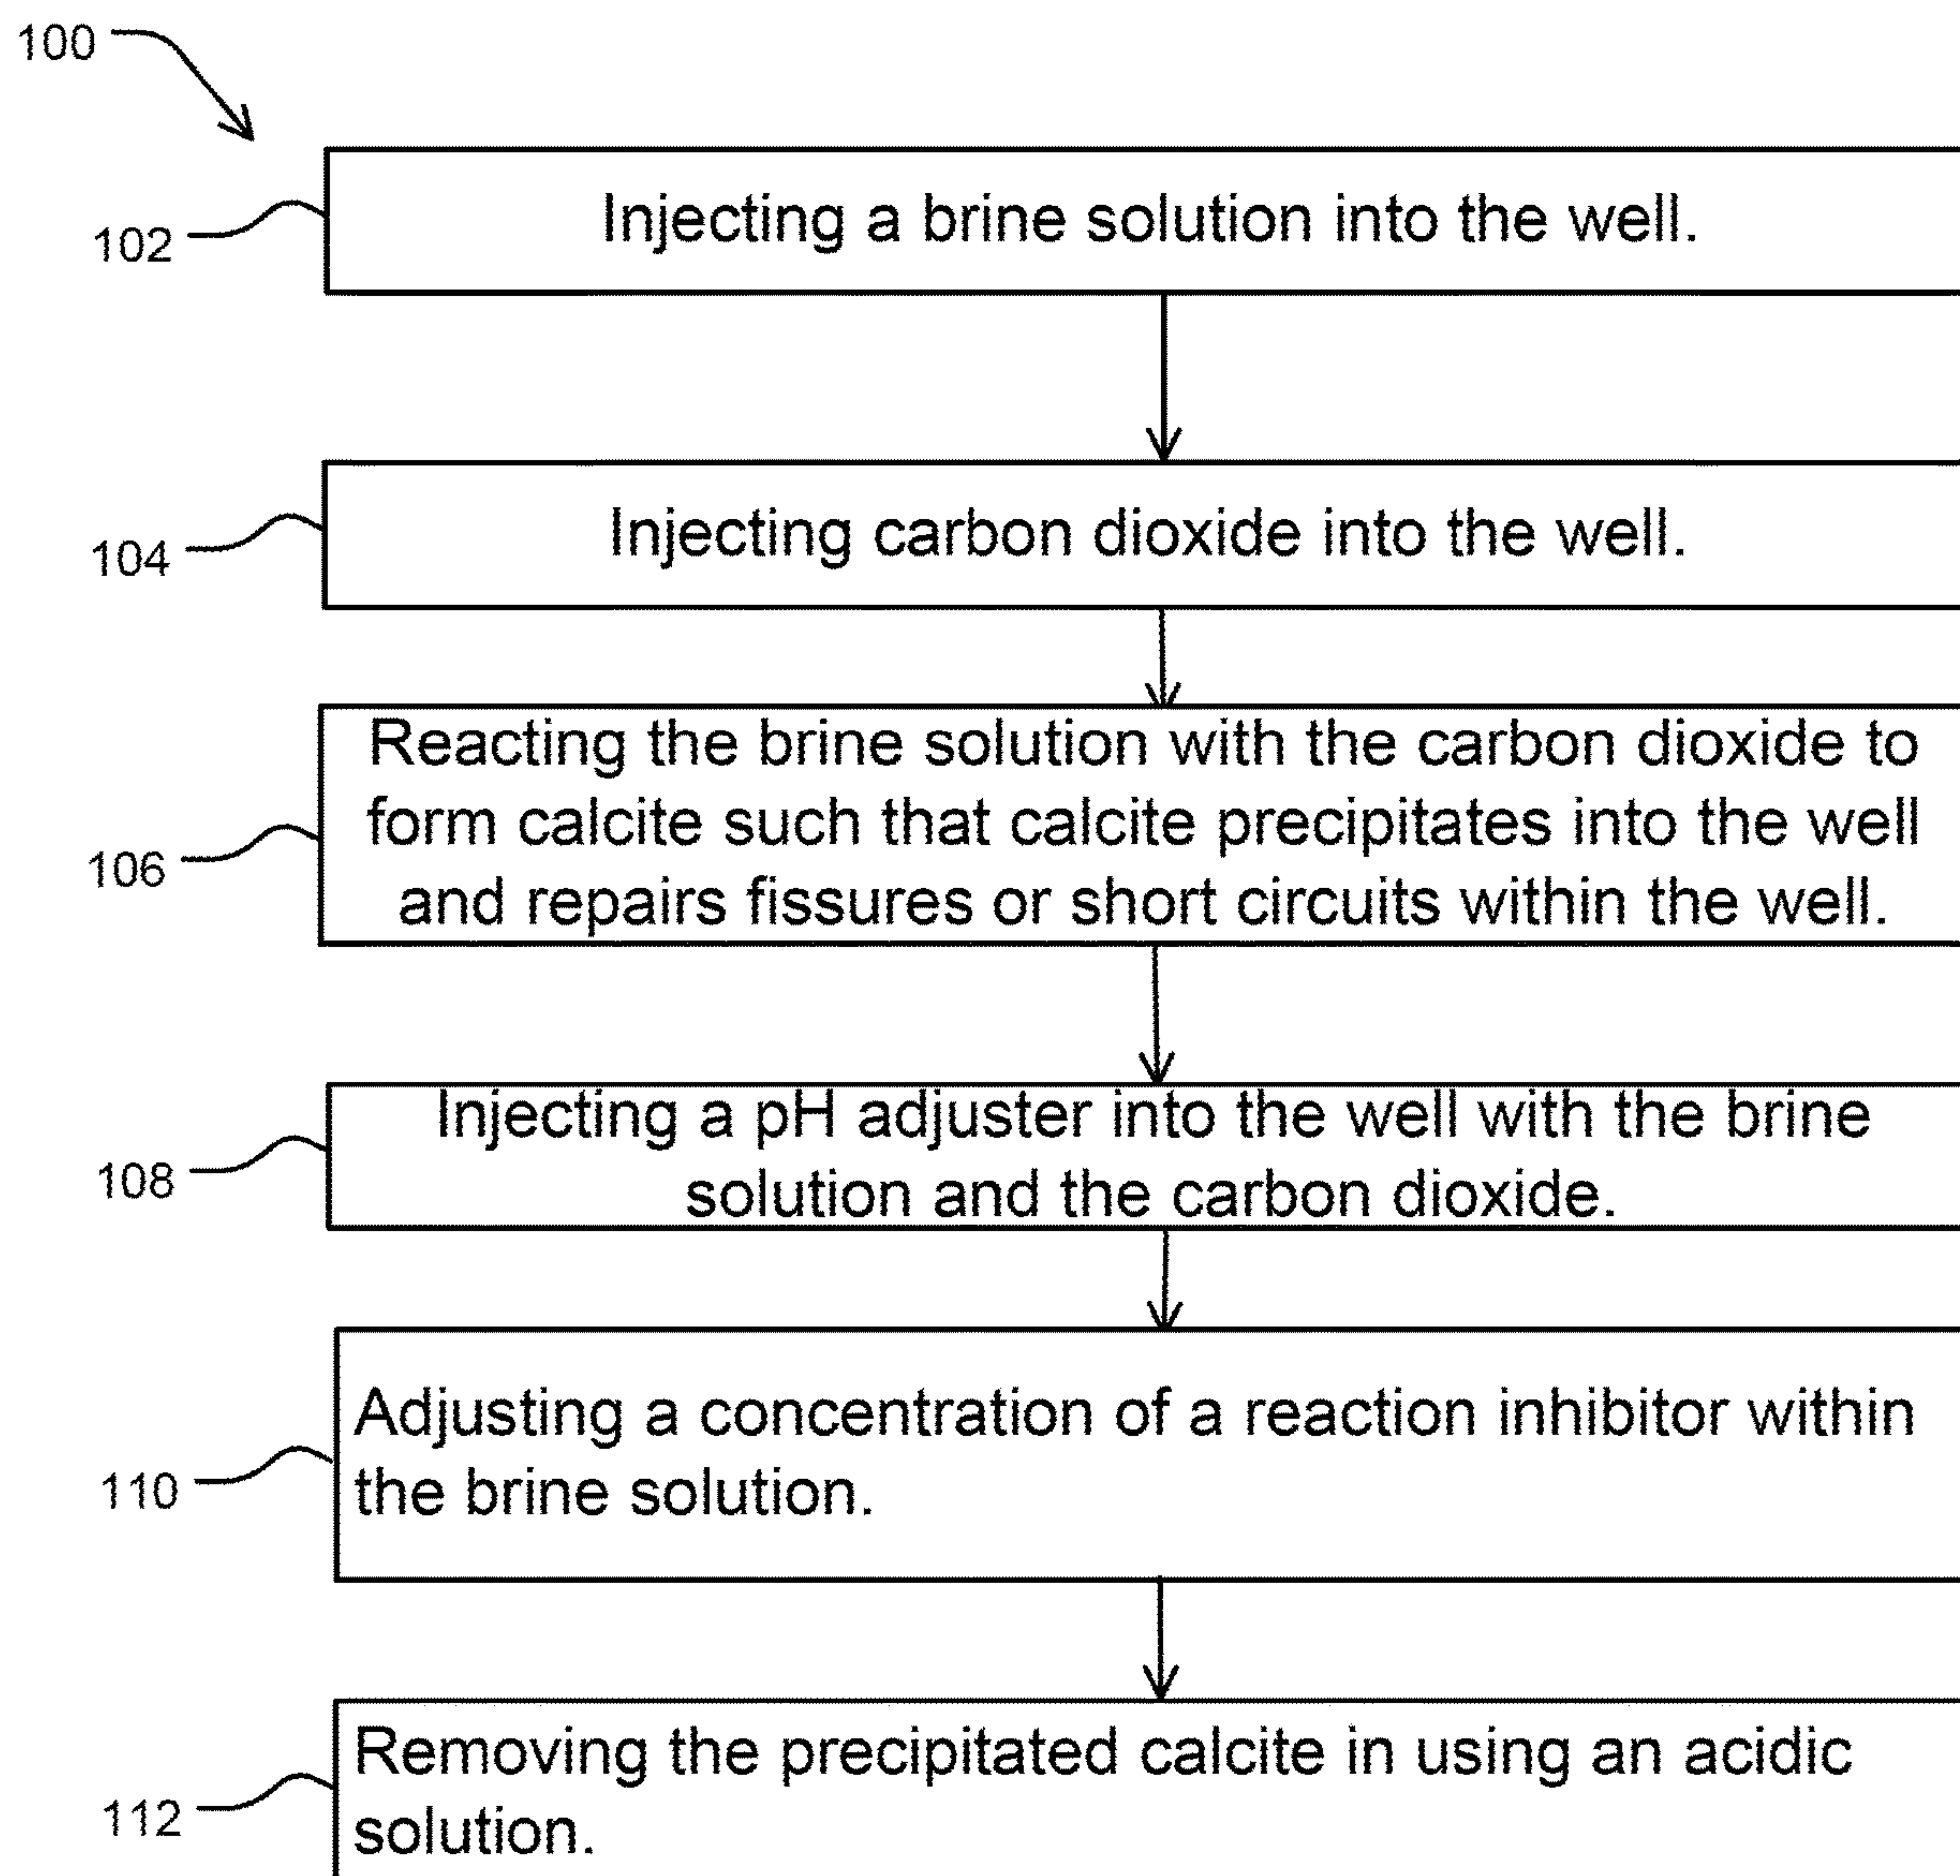 100
102
Injecting a brine solution into the well.
104
Injecting carbon dioxide into the well.
106
Reacting the brine solution with the carbon dioxide to
form calcite such that calcite precipitates into the well
and repairs fissures or short circuits within the well.
108
Injecting a pH adjuster into the well with the brine
solution and the carbon dioxide.
110
Adjusting a concentration of a reaction inhibitor within
the brine solution.
112
Removing the precipitated calcite in using an acidic
solution.